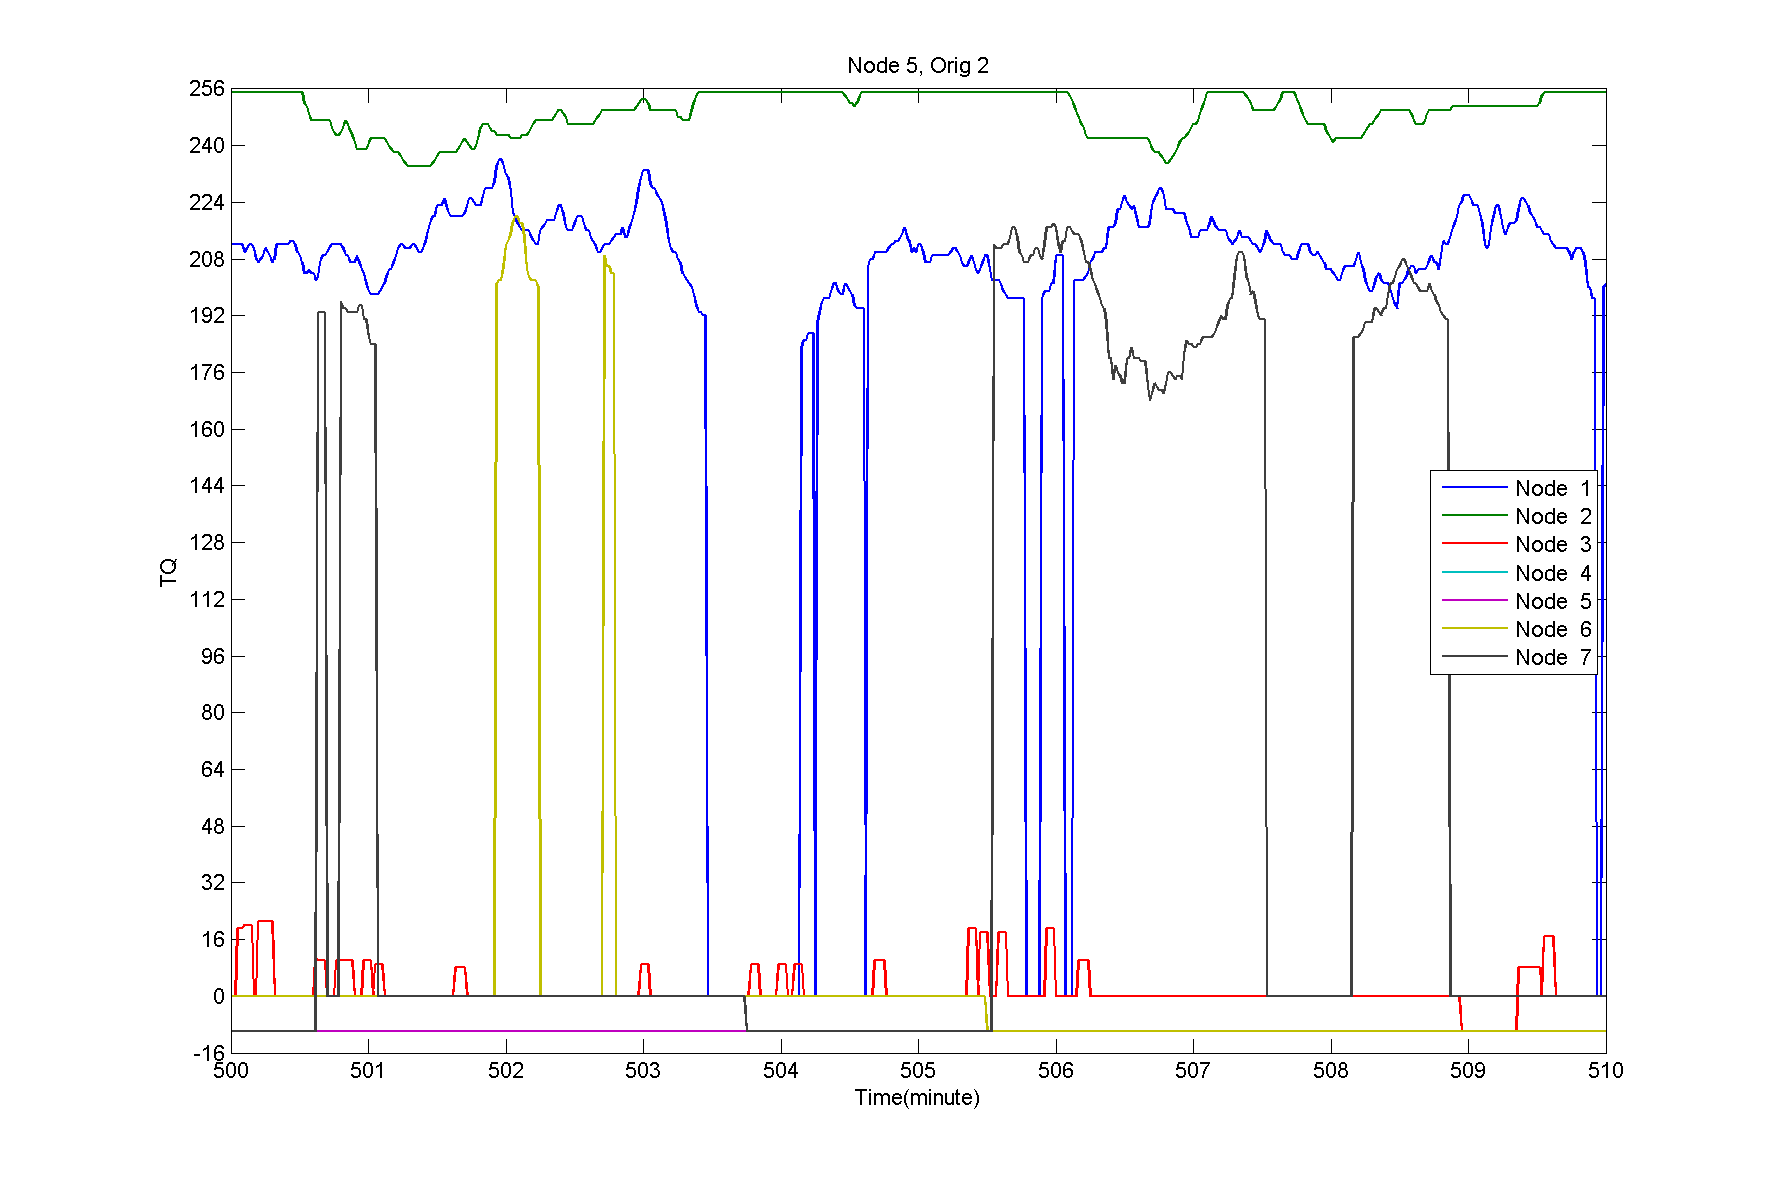 Node 5, Orig 2
256
240
224
208
192
176
160
144
128
112
96
80
64
48
32
16
0
-16
TQ
Node 1
Node 2
Node 3
Node 4
Node 5
Node 6
Node 7
500 501 502 503 504 505 506 507 508 509 510
Time(minute)